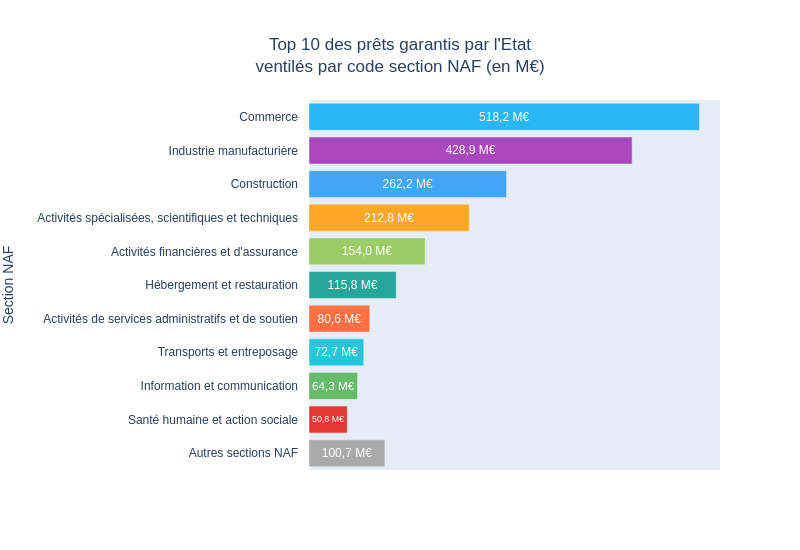 Top 10 des prêts garantis par l'Etat
ventilés par code section NAF (en M€)
Section NAF
Commerce 518,2 M€
Industrie manufacturière 428,9 M€
Construction 262,2 M€
Activités spécialisées, scientifiques et techniques 212,8 M€
Activités financières et d'assurance 154,0 M€
Hébergement et restauration 115,8 M€
Activités de services administratifs et de soutien 80,6 M€
Transports et entreposage 72,7 M€
Information et communication 64,3 M€
Santé humaine et action sociale 50,8 M€
Autres sections NAF 100,7 M€